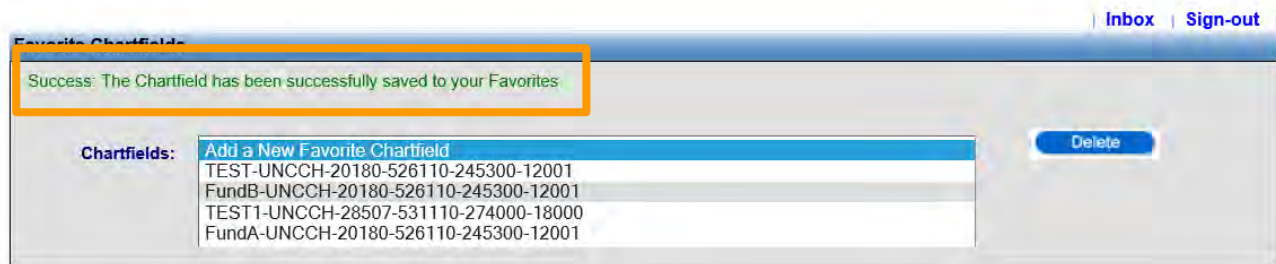 Inbox | Sign-out
Favorite Chartfields
Success: The Chartfield has been successfully saved to your Favorites
Chartfields:
Add a New Favorite Chartfield
Delete
TEST-UNCCH-20180-526110-245300-12001
FundB-UNCCH-20180-526110-245300-12001
TEST1-UNCCH-28507-531110-274000-18000
FundA-UNCCH-20180-526110-245300-12001